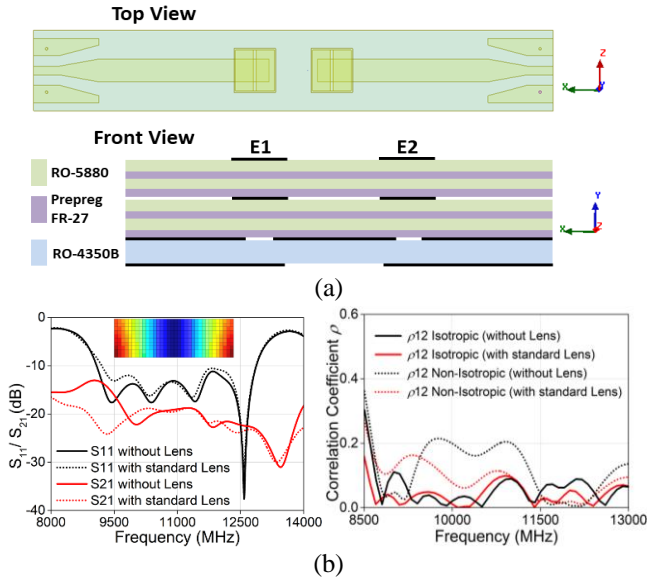 Top View
Z
X
Y
Front View
E1
E2
RO-5880
Prepreg
FR-27
RO-4350B
Y
X
Z
(a)
S11/ S21 (dB)
0
-10
-20
-30
-40
S11 without Lens
S11 with standard Lens
S21 without Lens
S21 with standard Lens
8000 9500 11000 12500 14000
Frequency (MHz)
Correlation Coefficient ρ
0.6
0.4
0.2
0.0
ρ12 Isotropic (without Lens)
ρ12 Isotropic (with standard Lens)
ρ12 Non-Isotropic (without Lens)
ρ12 Non-Isotropic (with standard Lens)
8500 10000 11500 13000
Frequency (MHz)
(b)